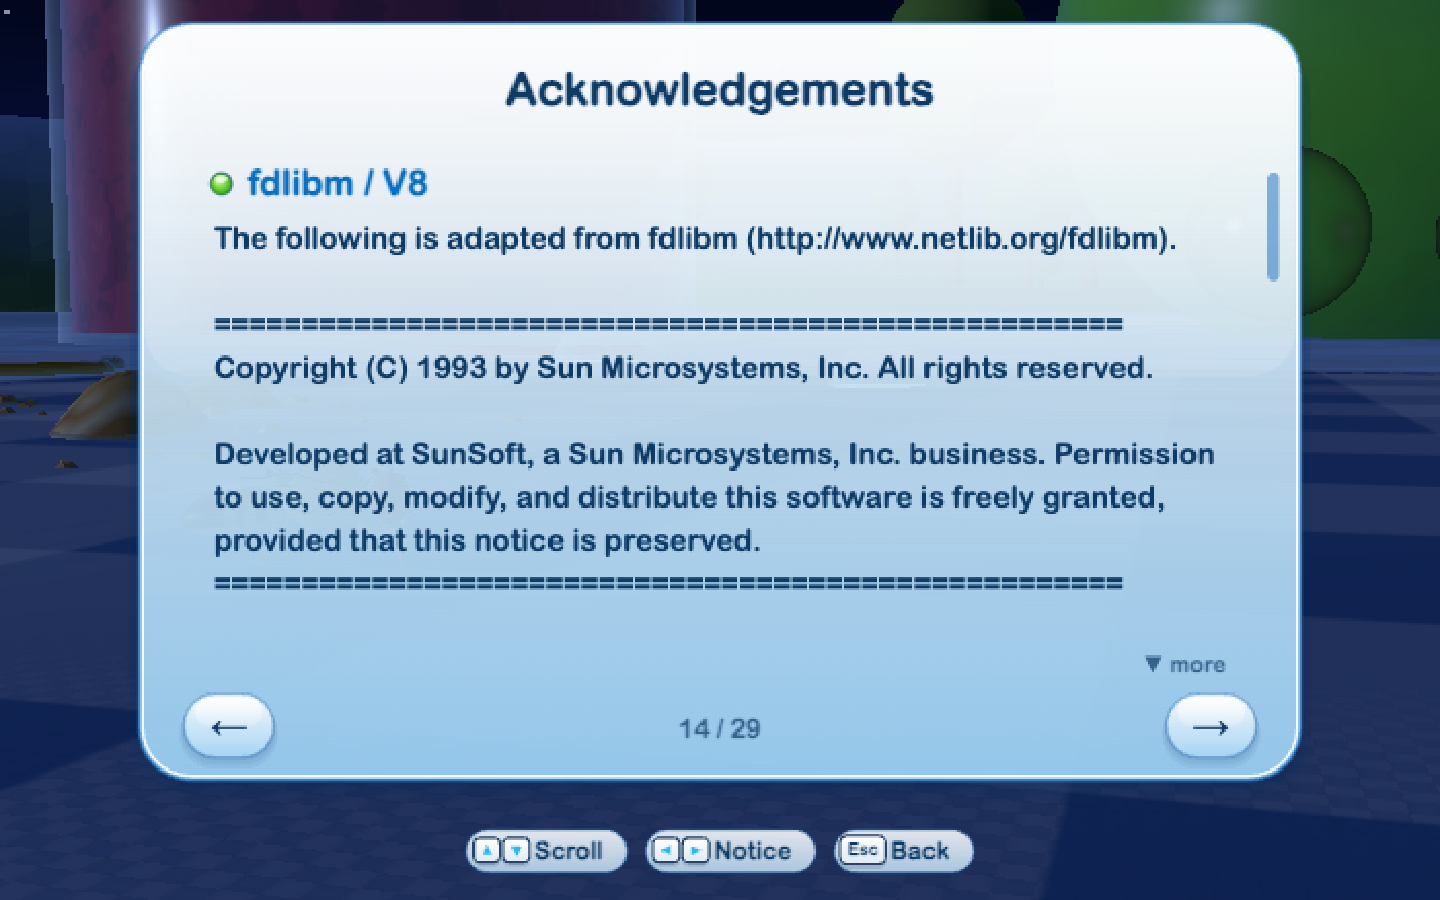 Acknowledgements
fdlibm / V8
The following is adapted from fdlibm (http://www.netlib.org/fdlibm).
====================================================
Copyright (C) 1993 by Sun Microsystems, Inc. All rights reserved.
Developed at SunSoft, a Sun Microsystems, Inc. business. Permission
to use, copy, modify, and distribute this software is freely granted,
provided that this notice is preserved.
====================================================
▼ more
← 14 / 29 →
▲ ▼ Scroll ◄ ► Notice Esc Back